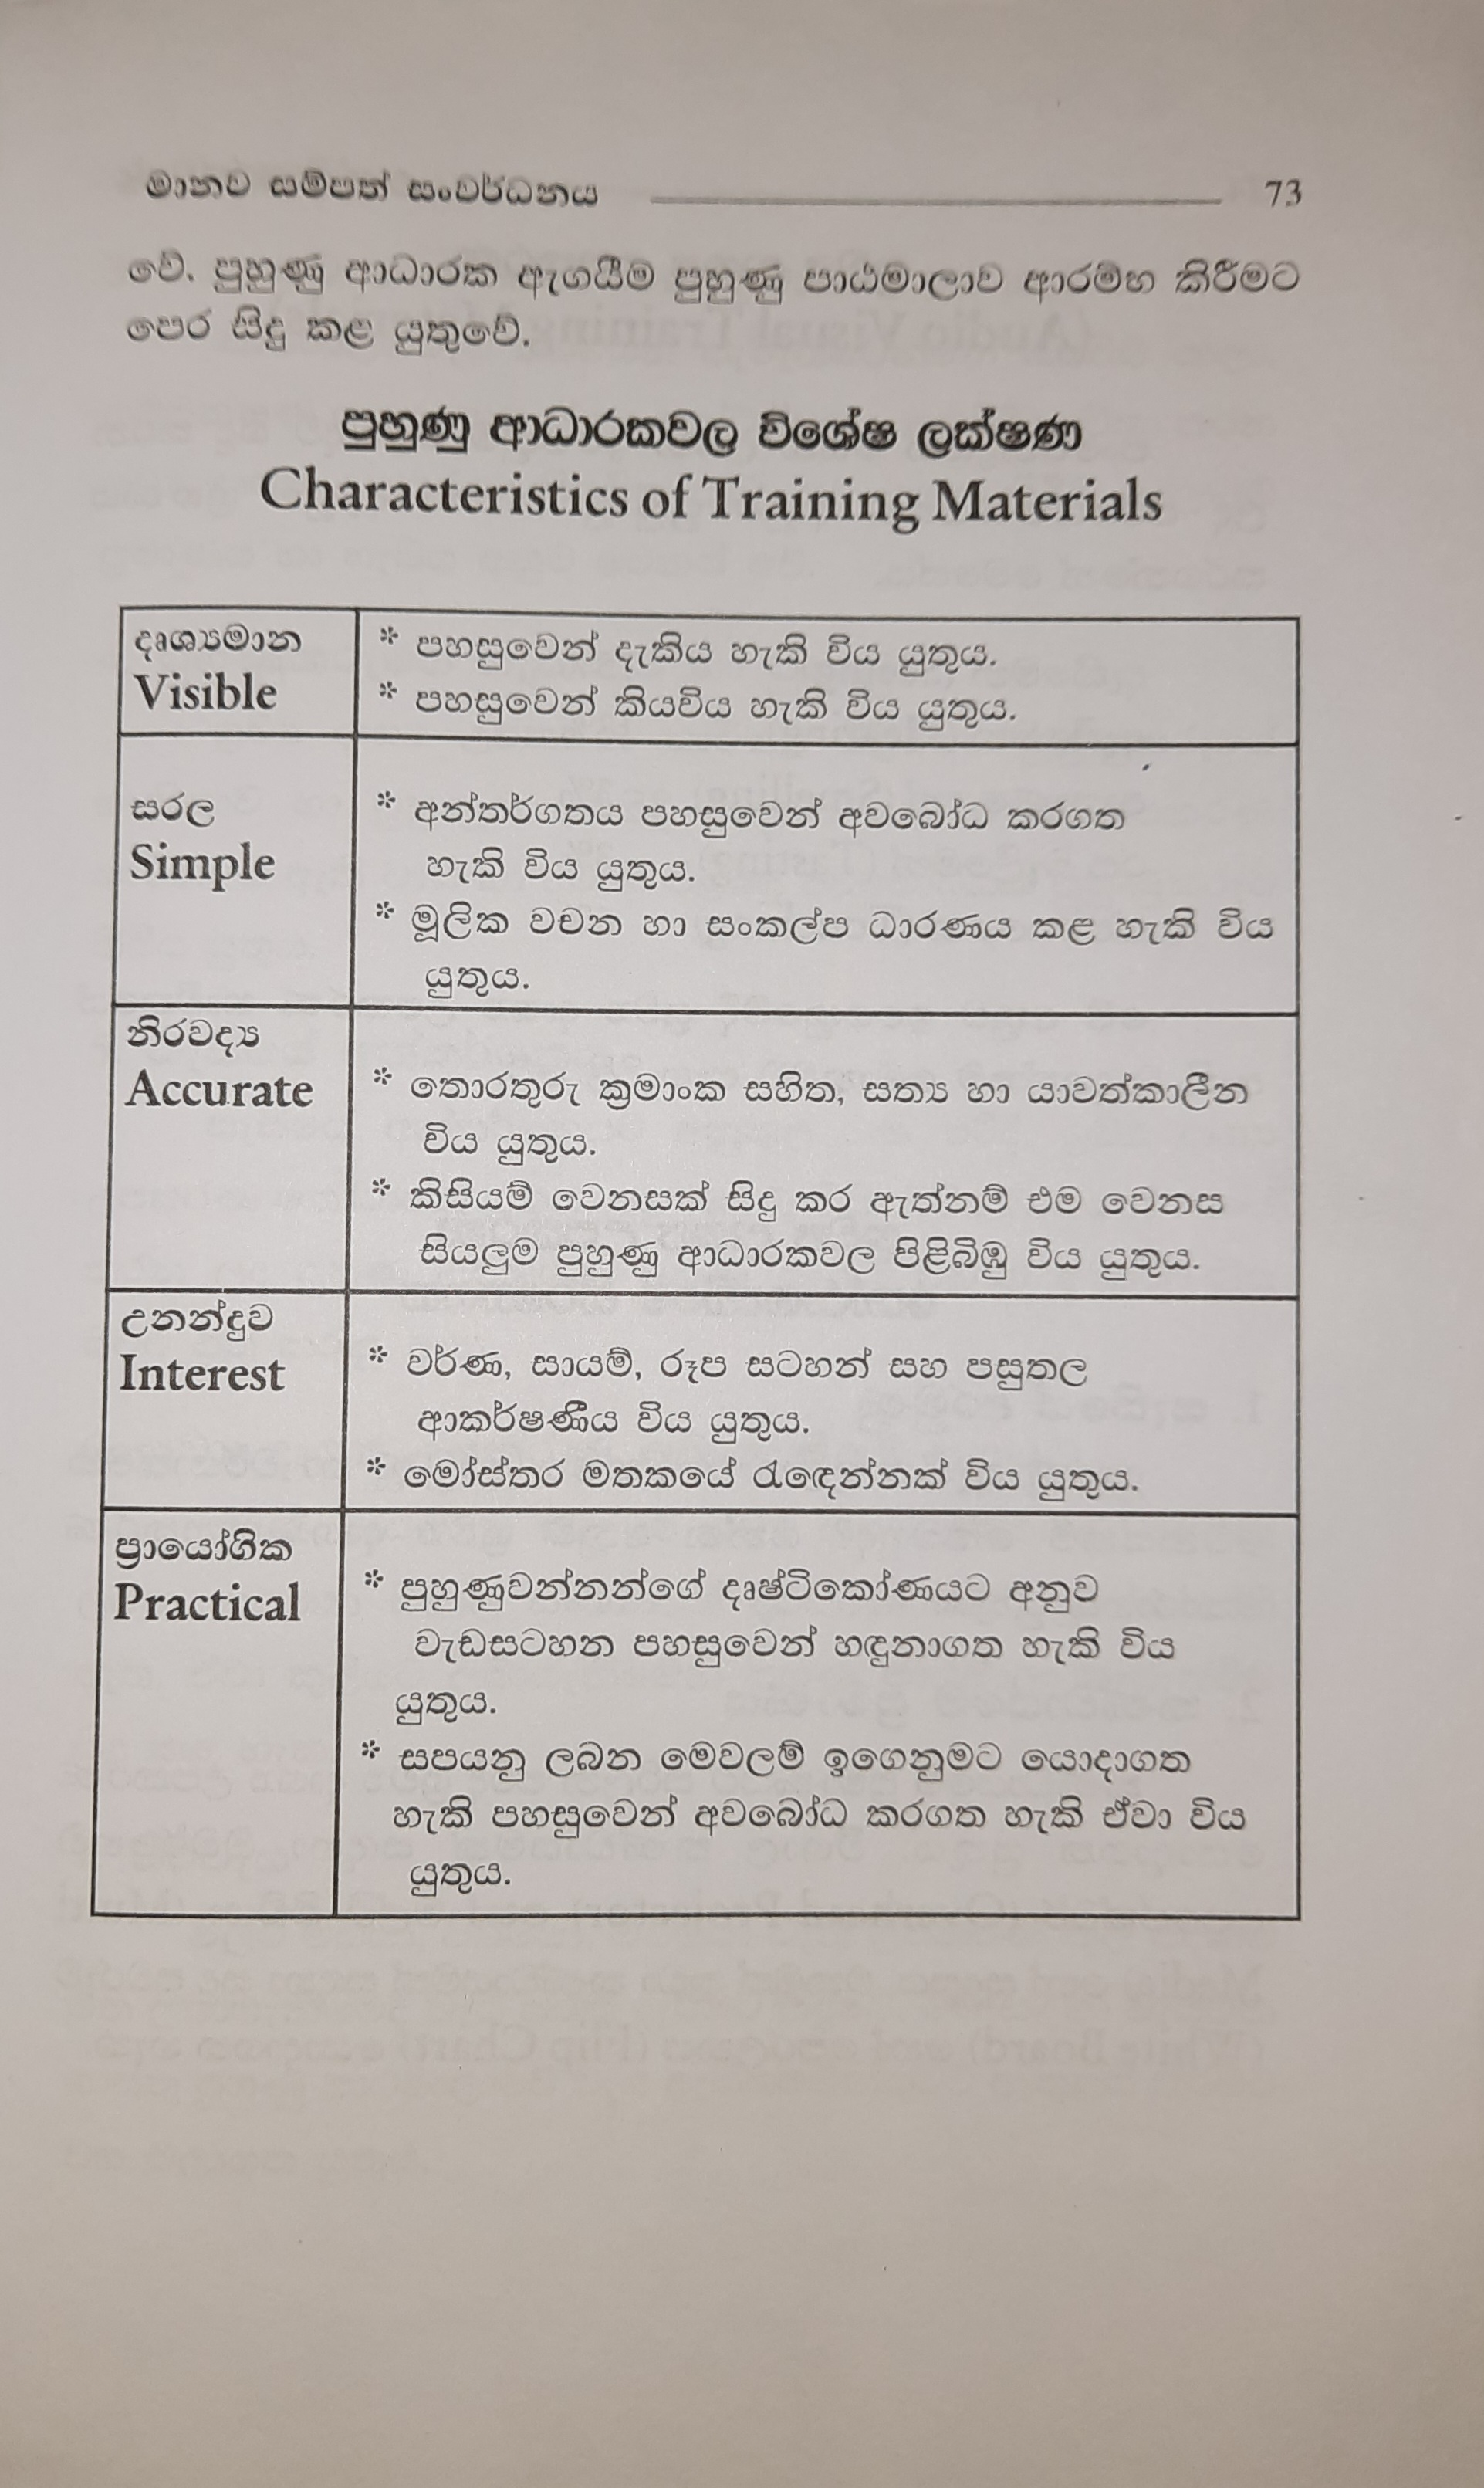 මානව සම්පත් සංවර්ධනය 73
වේ. පුහුණු ආධාරක ඇගයීම පුහුණු පාඨමාලාව ආරම්භ කිරීමට
පෙර සිදු කළ යුතුවේ.
පුහුණු ආධාරකවල විශේෂ ලක්ෂණ
Characteristics of Training Materials
දෘශ්‍යමාන
Visible
* පහසුවෙන් දැකිය හැකි විය යුතුය.
* පහසුවෙන් කියවිය හැකි විය යුතුය.
සරල
Simple
* අන්තර්ගතය පහසුවෙන් අවබෝධ කරගත
හැකි විය යුතුය.
* මූලික වචන හා සංකල්ප ධාරණය කළ හැකි විය
යුතුය.
නිරවද්‍ය
Accurate
* තොරතුරු ක්‍රමාංක සහිත, සත්‍ය හා යාවත්කාලීන
විය යුතුය.
* කිසියම් වෙනසක් සිදු කර ඇත්නම් එම වෙනස
සියලුම පුහුණු ආධාරකවල පිළිබිඹු විය යුතුය.
උනන්දුව
Interest
* වර්ණ, සායම්, රූප සටහන් සහ පසුතල
ආකර්ෂණීය විය යුතුය.
* මෝස්තර මතකයේ රැඳෙන්නක් විය යුතුය.
ප්‍රායෝගික
Practical
* පුහුණුවන්නන්ගේ දෘෂ්ටිකෝණයට අනුව
වැඩසටහන පහසුවෙන් හඳුනාගත හැකි විය
යුතුය.
* සපයනු ලබන මෙවලම් ඉගෙනුමට යොදාගත
හැකි පහසුවෙන් අවබෝධ කරගත හැකි ඒවා විය
යුතුය.